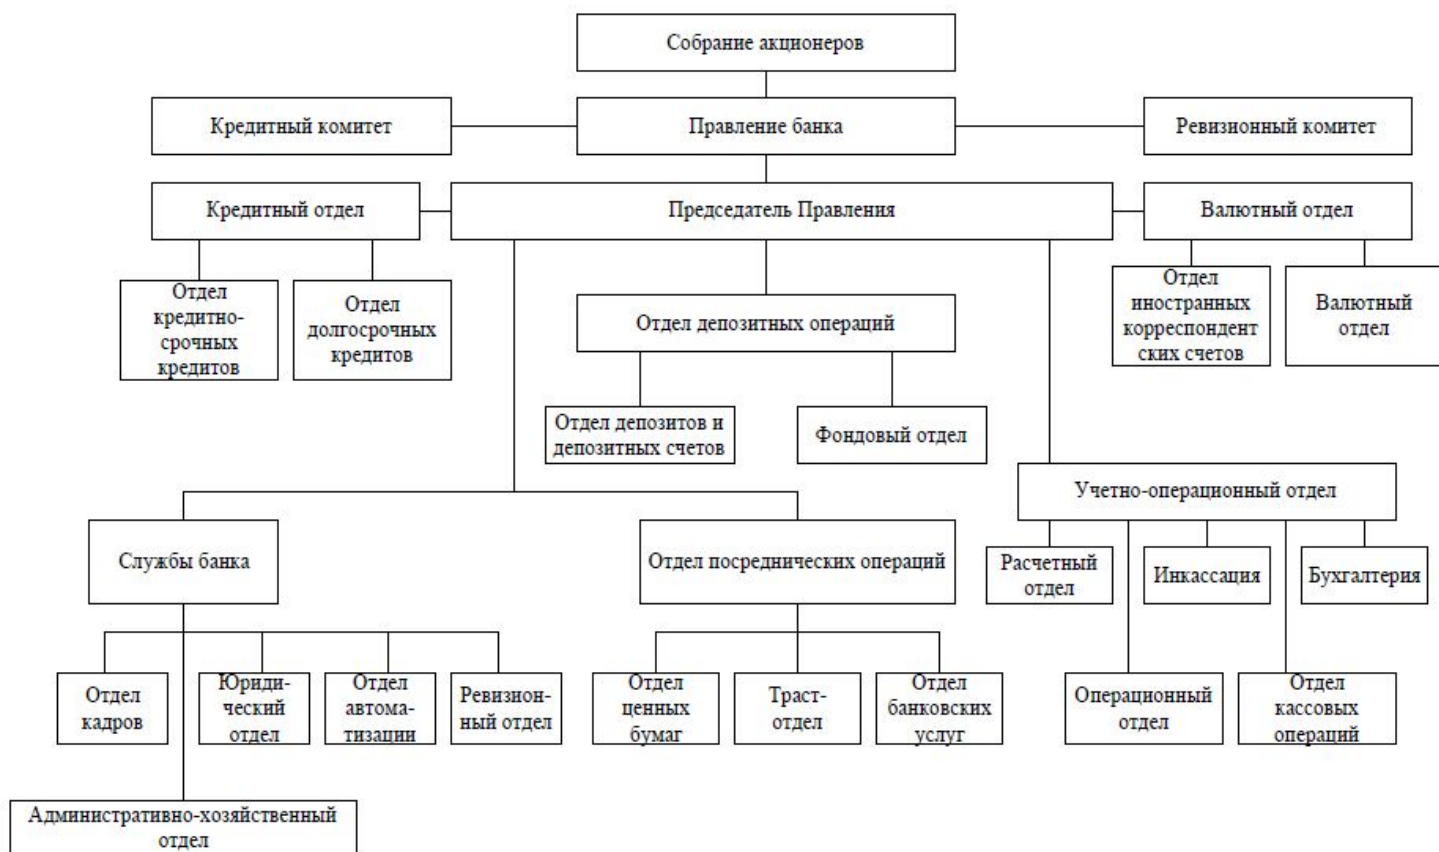 Собрание акционеров
Кредитный комитет
Правление банка
Ревизионный комитет
Кредитный отдел
Председатель Правления
Валютный отдел
Отдел
кредитно-
срочных
кредитов
Отдел
долгосрочных
кредитов
Отдел депозитных операций
Отдел
иностранных
корреспондент
ских счетов
Валютный
отдел
Отдел депозитов и
депозитных счетов
Фондовый отдел
Учетно-операционный отдел
Службы банка
Отдел посреднических операций
Расчетный
отдел
Инкассация
Бухгалтерия
Отдел
кадров
Юриди-
ческий
отдел
Отдел
автома-
тизации
Ревизион-
ный отдел
Отдел
ценных
бумаг
Траст-
отдел
Отдел
банковских
услуг
Операционный
отдел
Отдел
кассовых
операций
Административно-хозяйственный
отдел